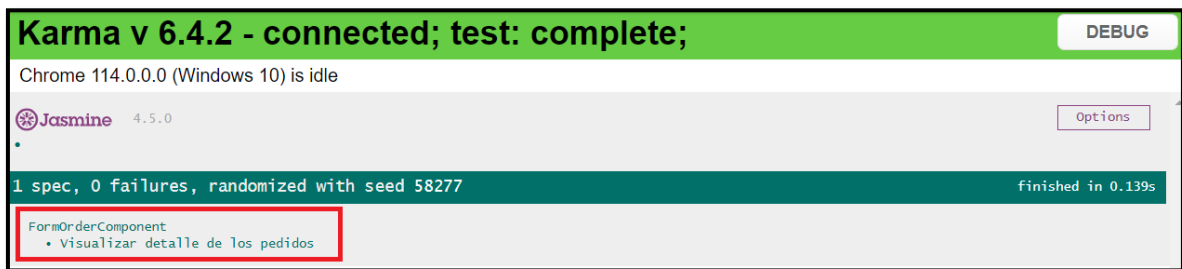 Karma v 6.4.2 - connected; test: complete;
DEBUG
Chrome 114.0.0.0 (Windows 10) is idle
Jasmine 4.5.0
Options
•
1 spec, 0 failures, randomized with seed 58277
finished in 0.139s
FormOrderComponent
• Visualizar detalle de los pedidos